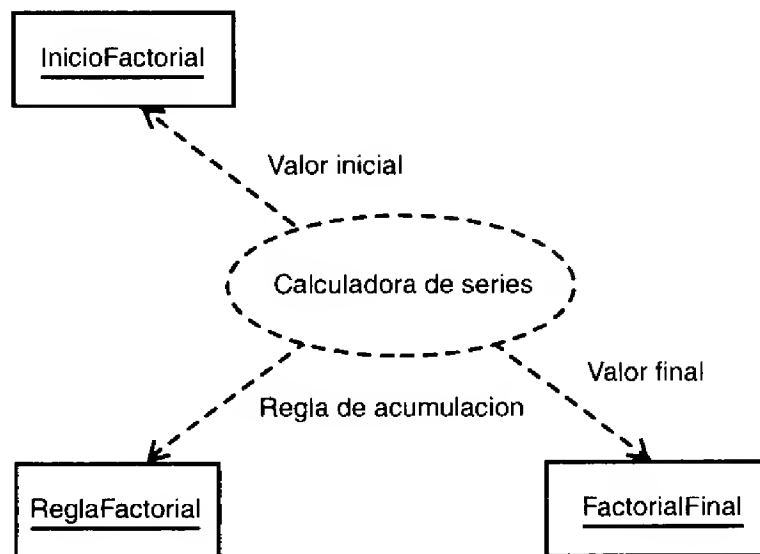 InicioFactorial
Valor inicial
Calculadora de series
Valor final
Regla de acumulacion
ReglaFactorial
FactorialFinal